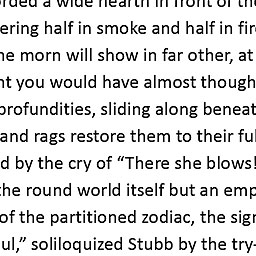 a wide hearth in front of the
ering half in smoke and half in fir
he morn will show in far other, at
nt you would have almost though
profundities, sliding along beneat
and rags restore them to their ful
d by the cry of “There she blows!
the round world itself but an emp
of the partitioned zodiac, the sign
ul,” soliloquized Stubb by the try-